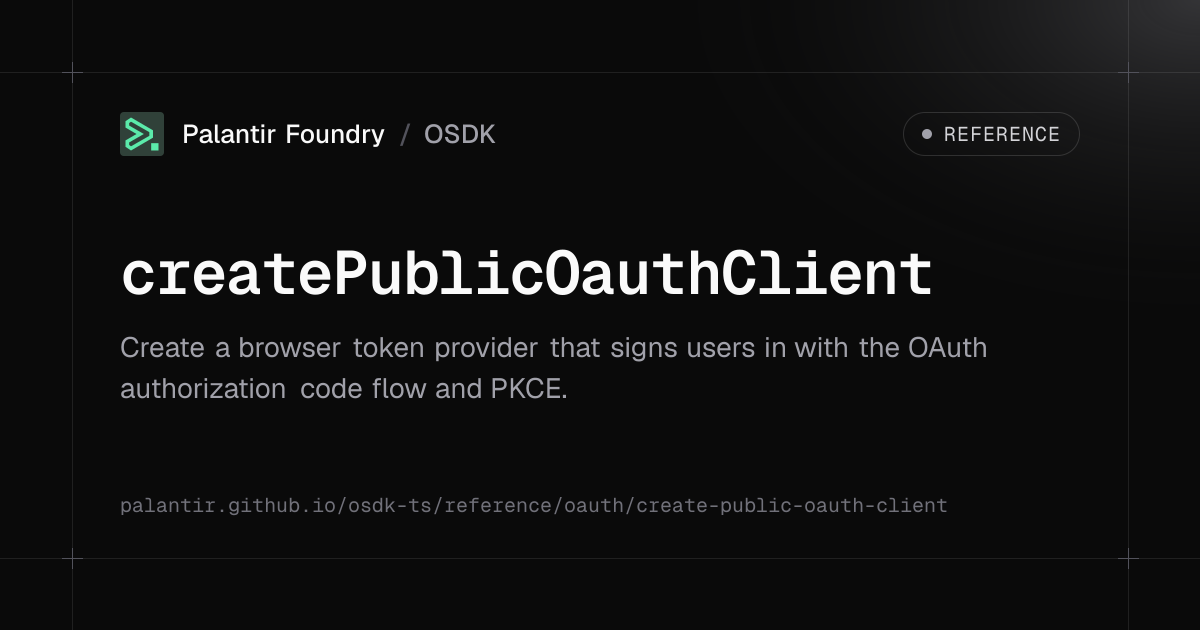 Palantir Foundry / OSDK
REFERENCE
createPublicOauthClient
Create a browser token provider that signs users in with the OAuth
authorization code flow and PKCE.
palantir.github.io/osdk-ts/reference/oauth/create-public-oauth-client